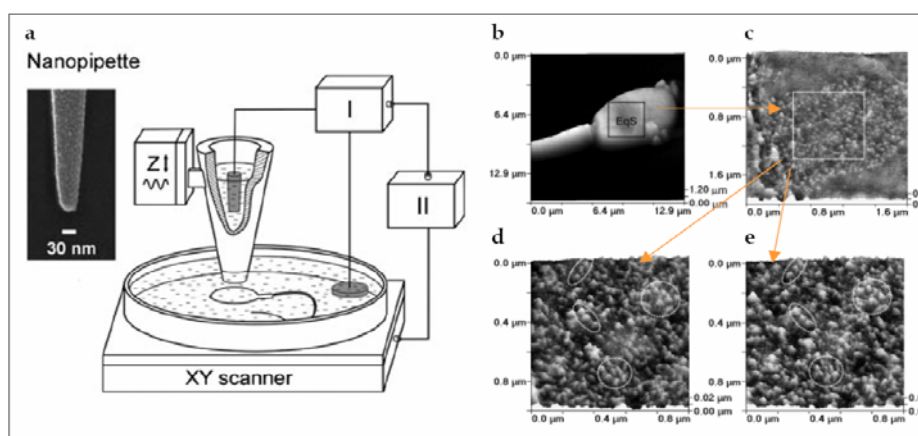 a
Nanopipette
30 nm
Z
I
II
XY scanner
b
0.0 µm
6.4 µm
12.9 µm
EqS
1.20 µm
0.00 µm
0.0 µm 6.4 µm 12.9 µm
c
0.0 µm
0.8 µm
1.6 µm
0.0 µm 0.8 µm 1.6 µm
d
0.0 µm
0.4 µm
0.8 µm
0.02 µm
0.00 µm
0.0 µm 0.4 µm 0.8 µm
e
0.0 µm
0.4 µm
0.8 µm
0.0 µm 0.4 µm 0.8